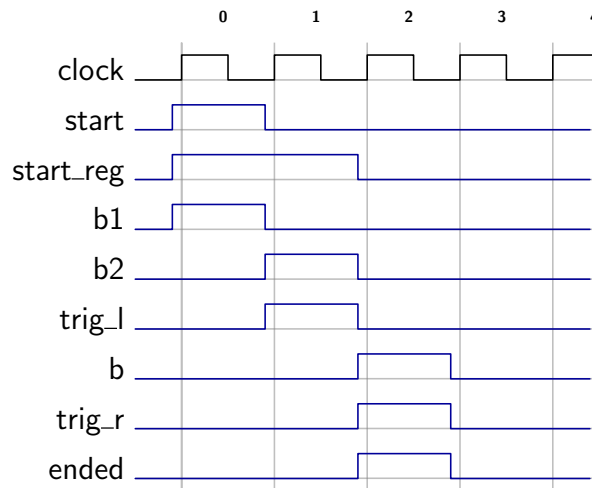 0 1 2 3 4
clock
start
start_reg
b1
b2
trig_l
b
trig_r
ended